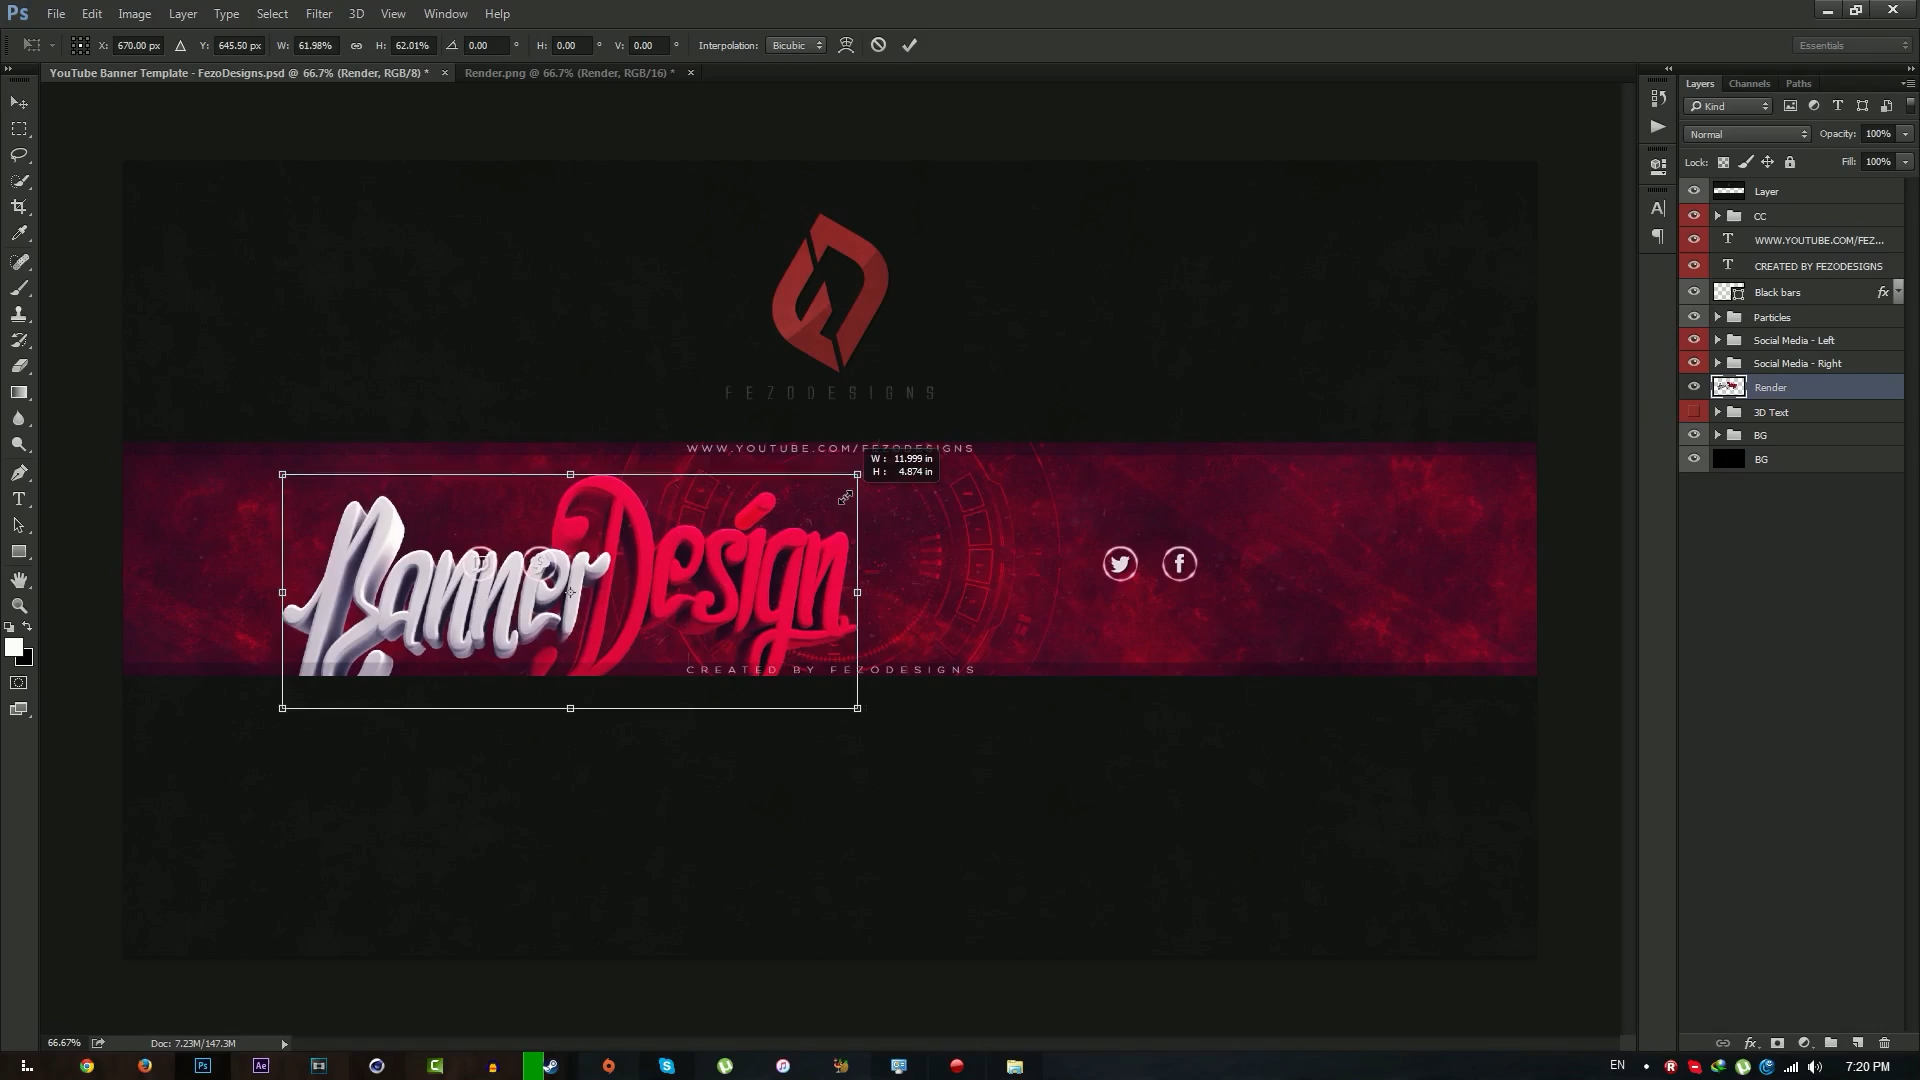 Ps File Edit Image Layer Type Select Filter 3D View Window Help
X: 670.00 px Y: 645.50 px W: 61.98% H: 62.01% 0.00 ° H: 0.00 ° V: 0.00 ° Interpolation: Bicubic Essentials
YouTube Banner Template - FezoDesigns.psd @ 66.7% (Render, RGB/8) * × Render.png @ 66.7% (Render, RGB/16) * ×
Layers Channels Paths
Kind
Normal Opacity: 100%
Lock: Fill: 100%
Layer
CC
WWW.YOUTUBE.COM/FEZ...
CREATED BY FEZODESIGNS
Black bars fx
Particles
Social Media - Left
Social Media - Right
Render
3D Text
BG
BG
FEZODESIGNS
WWW.YOUTUBE.COM/FEZODESIGNS
W : 11.999 in
H : 4.874 in
Banner Design
CREATED BY FEZODESIGNS
66.67% Doc: 7.23M/147.3M
EN 7:20 PM